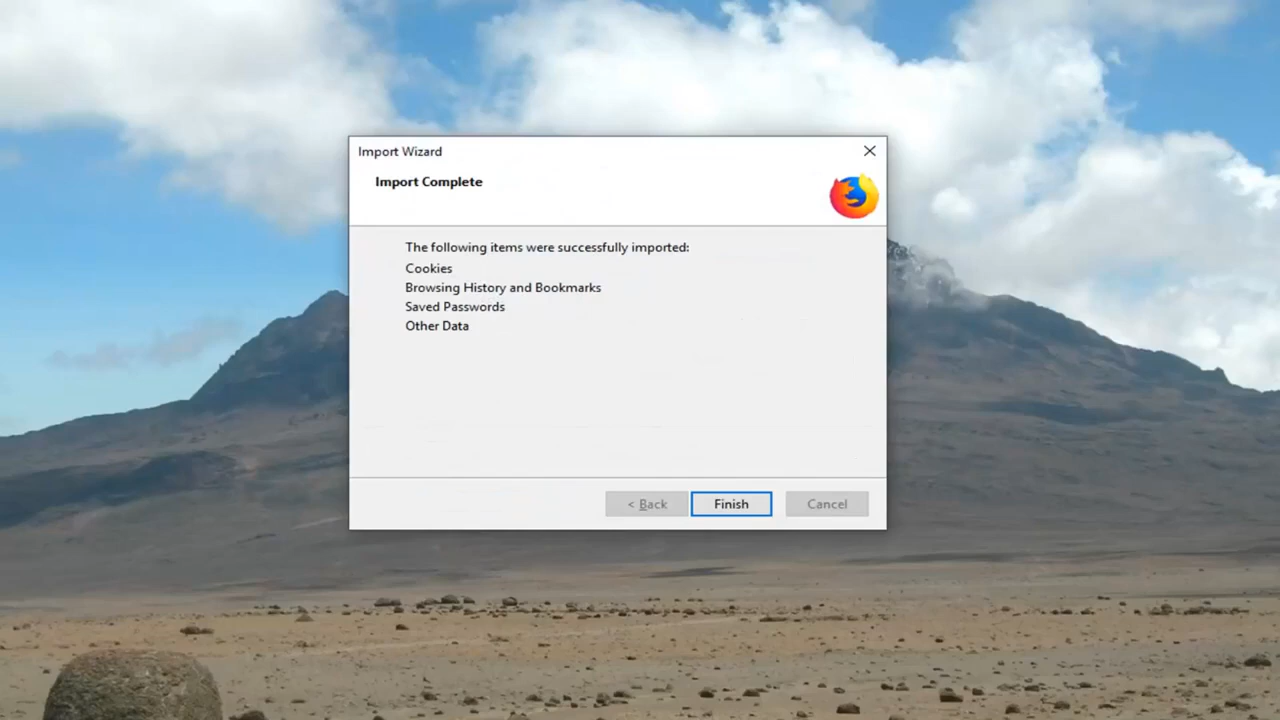 Import Wizard
Import Complete
The following items were successfully imported:
Cookies
Browsing History and Bookmarks
Saved Passwords
Other Data
< Back Finish Cancel